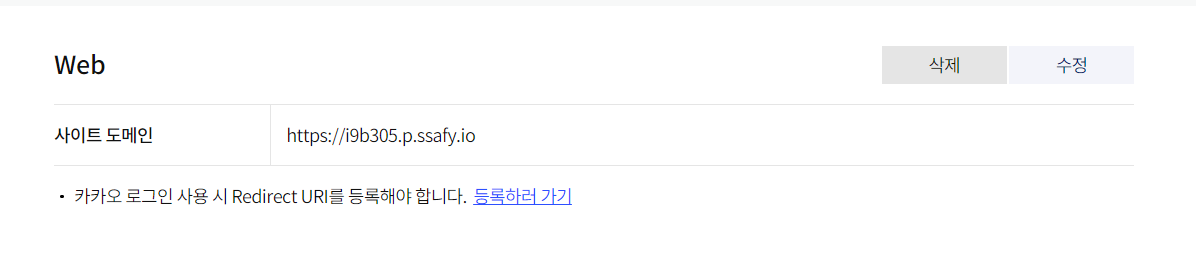 Web
삭제
수정
사이트 도메인
https://i9b305.p.ssafy.io
• 카카오 로그인 사용 시 Redirect URI를 등록해야 합니다. 등록하러 가기